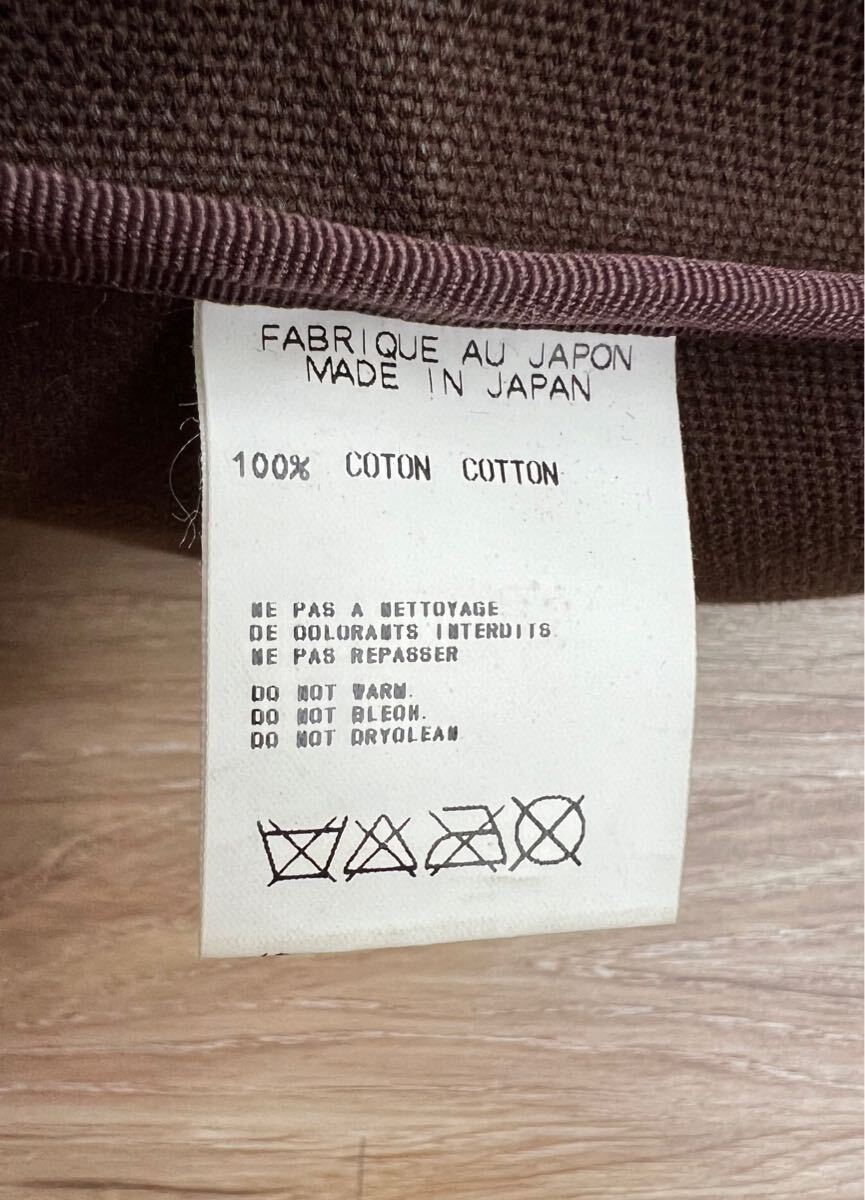 FABRIQUE AU JAPON
MADE IN JAPAN
100% COTON COTTON
NE PAS A NETTOYAGE
DE COLORANTS INTERDITS
NE PAS REPASSER
DO NOT WARM.
DO NOT BLEOH.
DO NOT DRYOLEAN